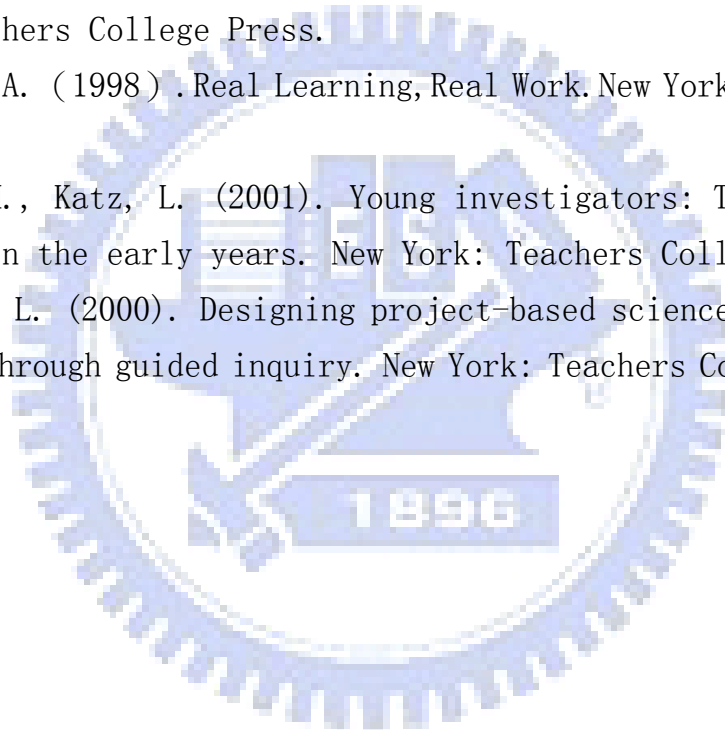 hers College Press.
A. (1998).Real Learning,Real Work.New York
., Katz, L. (2001). Young investigators: T
n the early years. New York: Teachers Coll
L. (2000). Designing project-based science
hrough guided inquiry. New York: Teachers Co
ES
1896